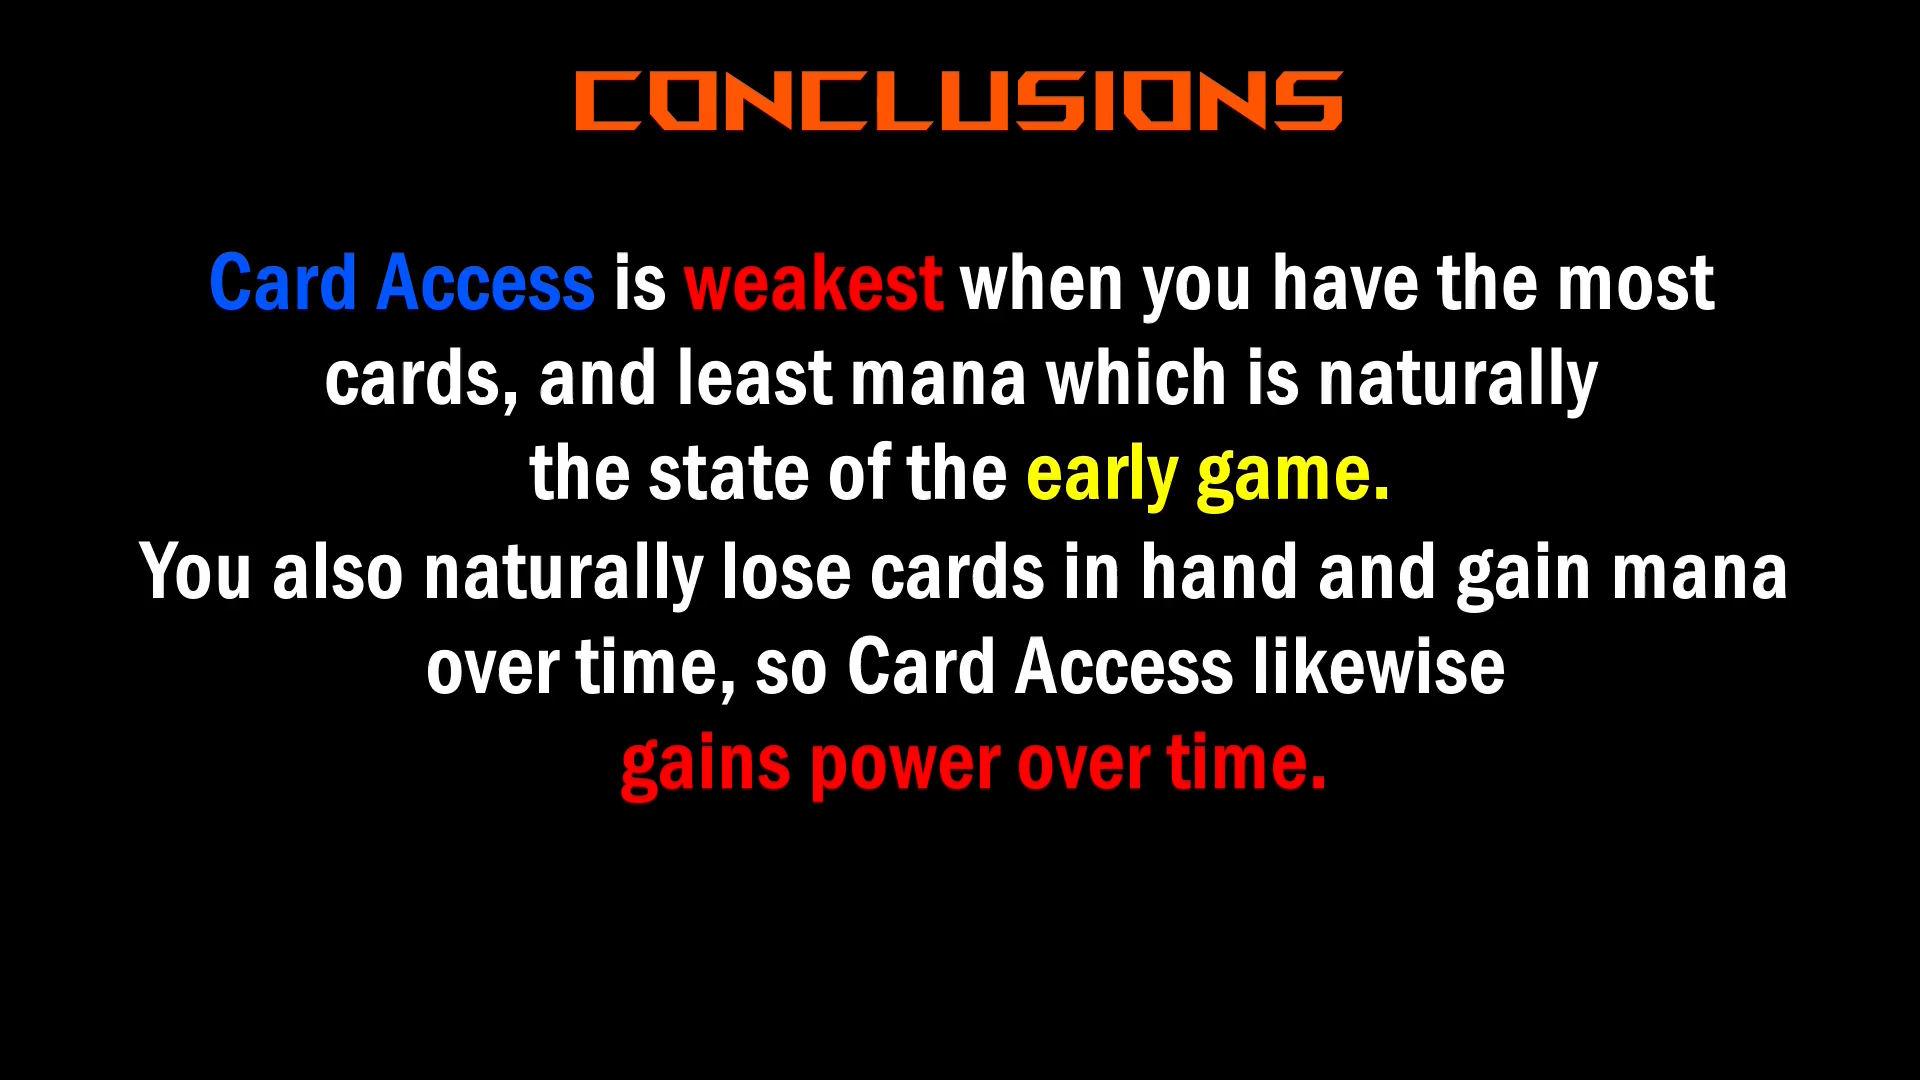 CONCLUSIONS
Card Access is weakest when you have the most
cards, and least mana which is naturally
the state of the early game.
You also naturally lose cards in hand and gain mana
over time, so Card Access likewise
gains power over time.